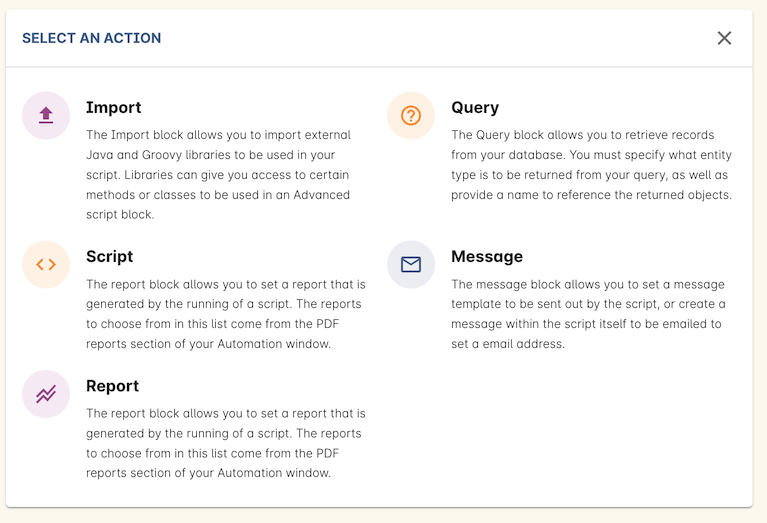 SELECT AN ACTION
Import
The Import block allows you to import external
Java and Groovy libraries to be used in your
script. Libraries can give you access to certain
methods or classes to be used in an Advanced
script block.
Query
The Query block allows you to retrieve records
from your database. You must specify what entity
type is to be returned from your query, as well as
provide a name to reference the returned objects.
Script
The report block allows you to set a report that is
generated by the running of a script. The reports
to choose from in this list come from the PDF
reports section of your Automation window.
Message
The message block allows you to set a message
template to be sent out by the script, or create a
message within the script itself to be emailed to
set a email address.
Report
The report block allows you to set a report that is
generated by the running of a script. The reports
to choose from in this list come from the PDF
reports section of your Automation window.